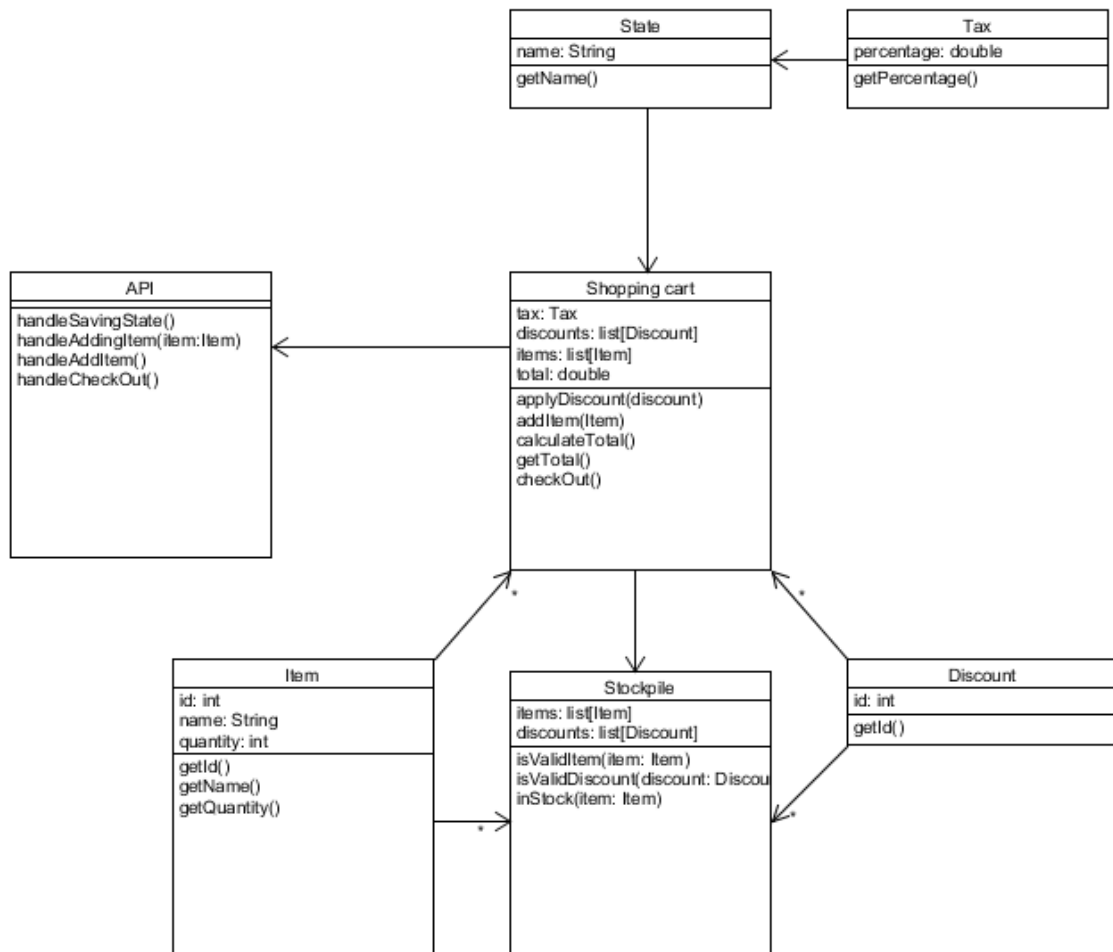 State
name: String
getName()
Tax
percentage: double
getPercentage()
API
handleSavingState()
handleAddingItem(item:Item)
handleAddItem()
handleCheckOut()
Shopping cart
tax: Tax
discounts: list[Discount]
items: list[Item]
total: double
applyDiscount(discount)
addItem(Item)
calculateTotal()
getTotal()
checkOut()
*
*
Item
id: int
name: String
quantity: int
getId()
getName()
getQuantity()
*
Stockpile
items: list[Item]
discounts: list[Discount]
isValidItem(item: Item)
isValidDiscount(discount: Discou
inStock(item: Item)
*
Discount
id: int
getId()